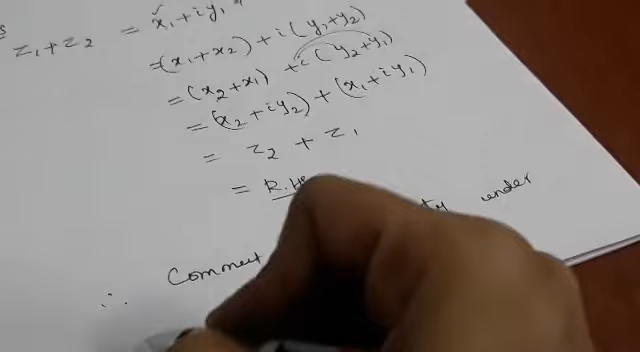 z₁+z₂ = x₁+iy₁
=(x₁+x₂)+i(y₁+y₂)
=(x₂+x₁)+i(y₂+y₁)
=(x₂+iy₂)+(x₁+iy₁)
= z₂ + z₁
= R.H
∴ Commut ty under